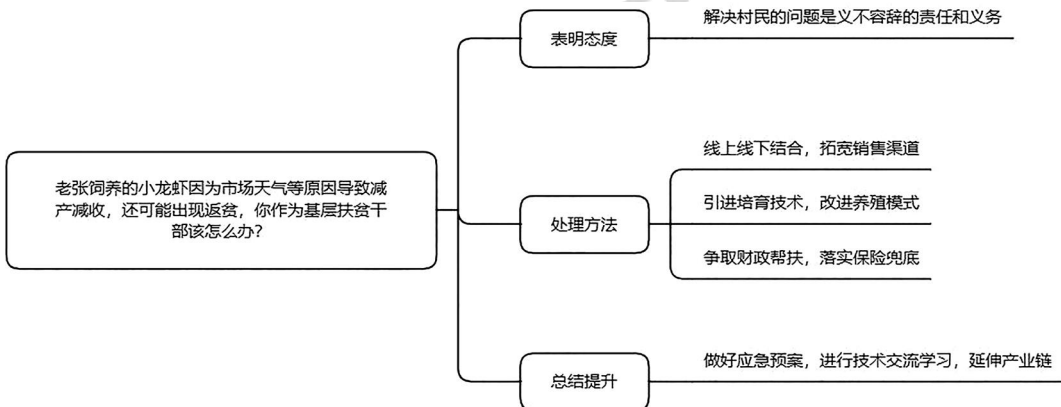 老张饲养的小龙虾因为市场天气等原因导致减
产减收，还可能出现返贫，你作为基层扶贫干
部该怎么办？
表明态度
解决村民的问题是义不容辞的责任和义务
处理方法
线上线下结合，拓宽销售渠道
引进培育技术，改进养殖模式
争取财政帮扶，落实保险兜底
总结提升
做好应急预案，进行技术交流学习，延伸产业链